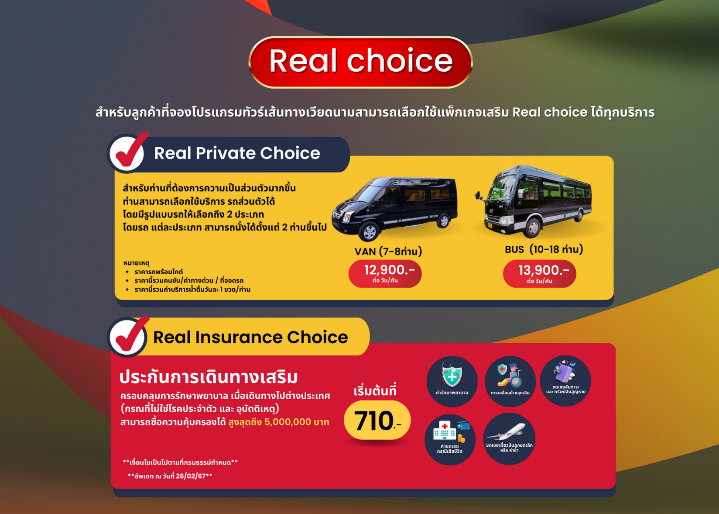 Real choice
สำหรับลูกค้าที่จองโปรแกรมทัวร์เส้นทางเวียดนามสามารถเลือกใช้แพ็กเกจเสริม Real choice ได้ทุกบริการ
Real Private Choice
สำหรับท่านที่ต้องการความเป็นส่วนตัวมากขึ้น
ท่านสามารถเลือกใช้บริการ รถส่วนตัวได้
โดยมีรูปแบบรถให้เลือกถึง 2 ประเภท
โดยรถ แต่ละประเภท สามารถนั่งได้ตั้งแต่ 2 ท่านขึ้นไป
หมายเหตุ
• ราคารถพร้อมไกด์
• ราคานี้รวมคนขับ/ค่าทางด่วน / ที่จอดรถ
• ราคานี้รวมค่าบริการน้ำดื่มวันละ 1 ขวด/ท่าน
VAN (7-8ท่าน)
12,900.-
ต่อ วัน/คัน
BUS (10-18 ท่าน)
13,900.-
ต่อ วัน/คัน
Real Insurance Choice
ประกันการเดินทางเสริม
ครอบคลุมการรักษาพยาบาล เมื่อเดินทางไปต่างประเทศ
(กรณีที่ไม่ใช่โรคประจำตัว และ อุบัติเหตุ)
สามารถซื้อความคุ้มครองได้ สูงสุดถึง 5,000,000 บาท
**เงื่อนไขเป็นไปตามที่กรมธรรม์กำหนด**
**อัพเดท ณ วันที่ 26/02/67**
เริ่มต้นที่
710.-
ค่ารักษาพยาบาล